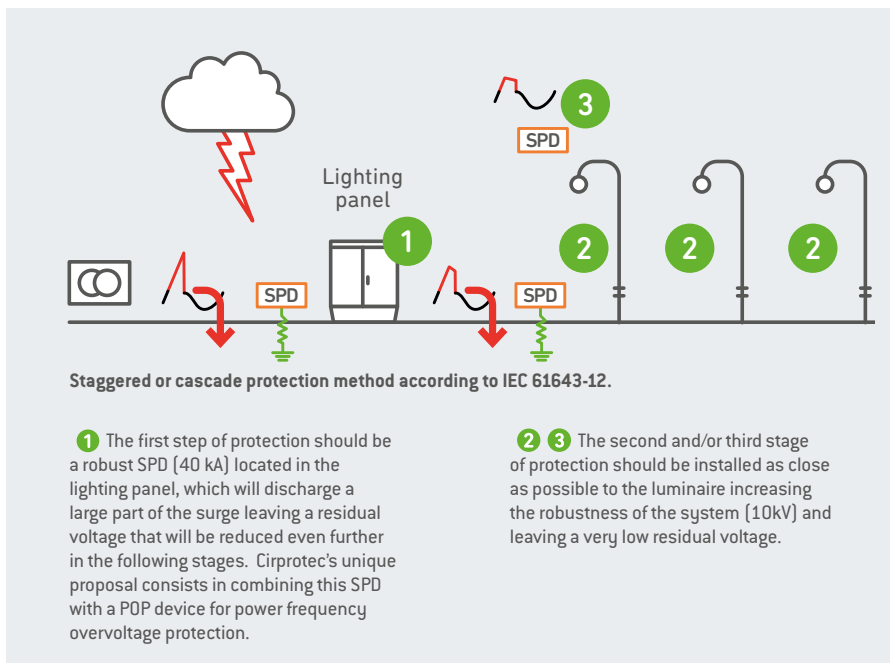 3
SPD
Lighting
panel
1
2
2
2
SPD
SPD
Staggered or cascade protection method according to IEC 61643-12.
1 The first step of protection should be
a robust SPD (40 kA) located in the
lighting panel, which will discharge a
large part of the surge leaving a residual
voltage that will be reduced even further
in the following stages. Cirprotec's unique
proposal consists in combining this SPD
with a POP device for power frequency
overvoltage protection.
2 3 The second and/or third stage
of protection should be installed as close
as possible to the luminaire increasing
the robustness of the system (10kV) and
leaving a very low residual voltage.